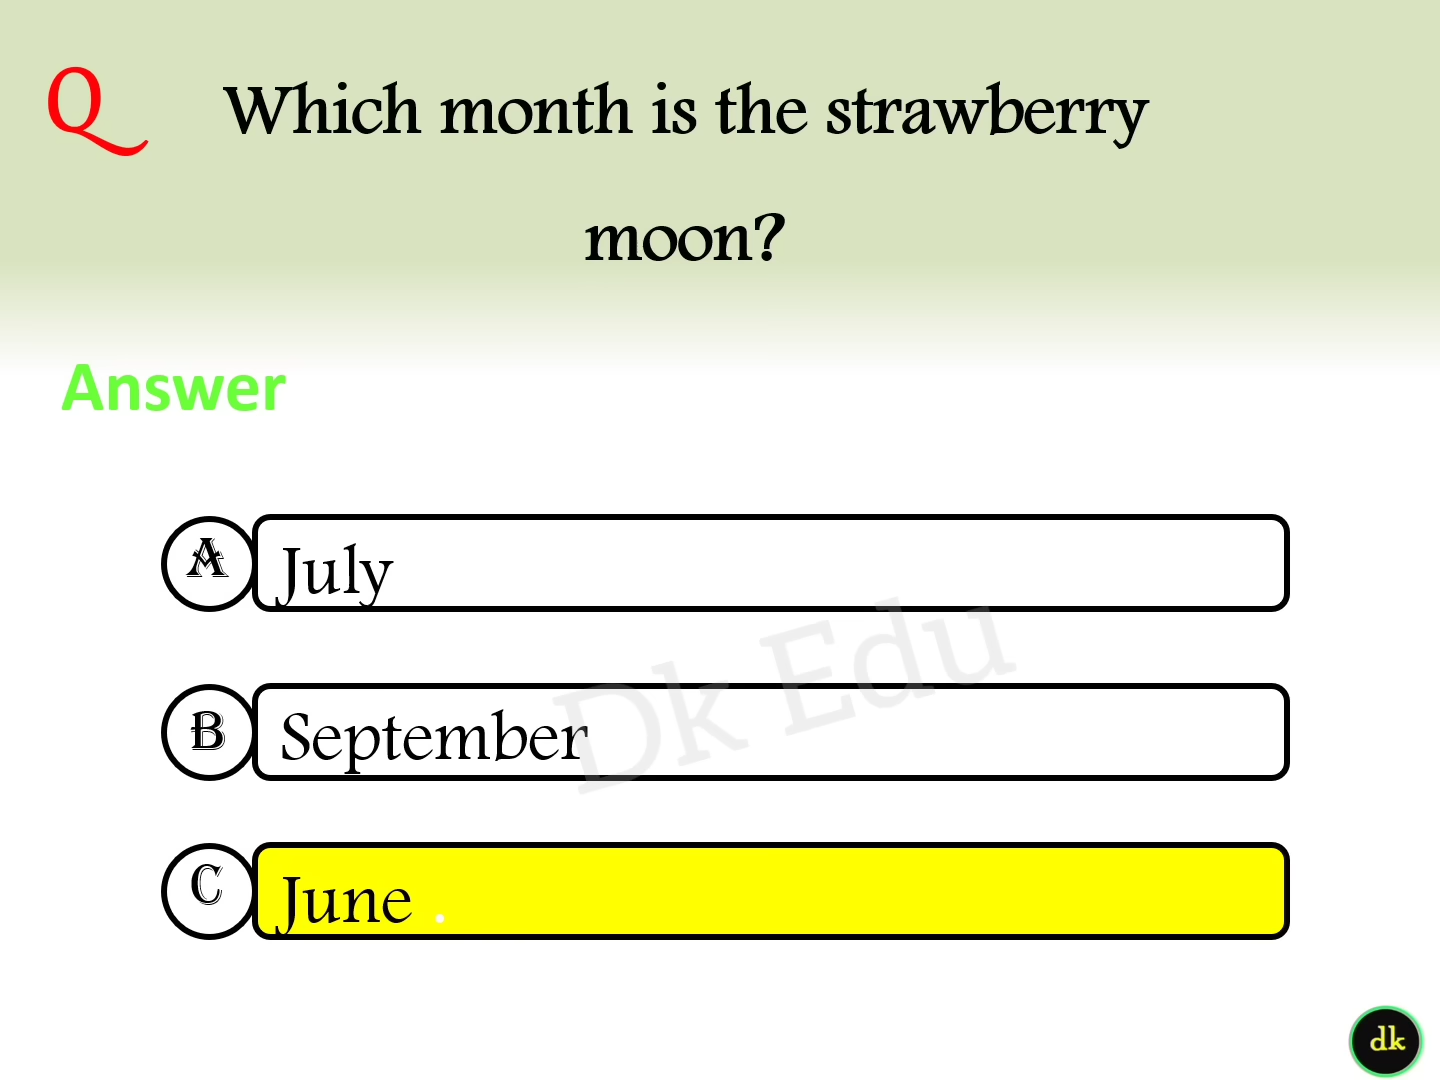 Q
Which month is the strawberry
moon?
Answer
A July
B September
C June .
Dk Edu
dk